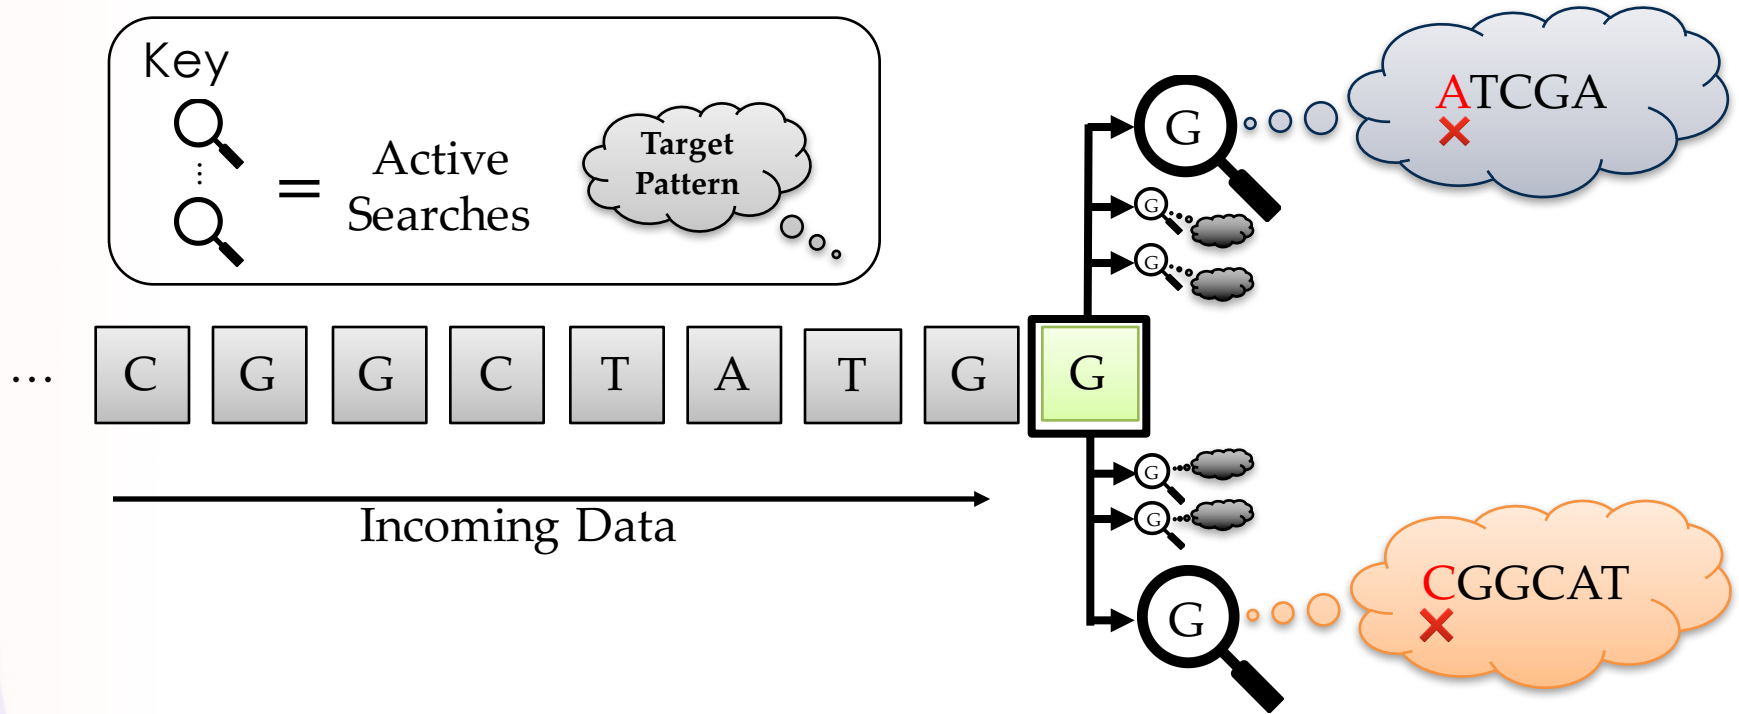 Key
Active
Searches
=
Target
Pattern
G
ATCGA
G
G
... C G G C T A T G G
G
G
Incoming Data
G
CGGCAT